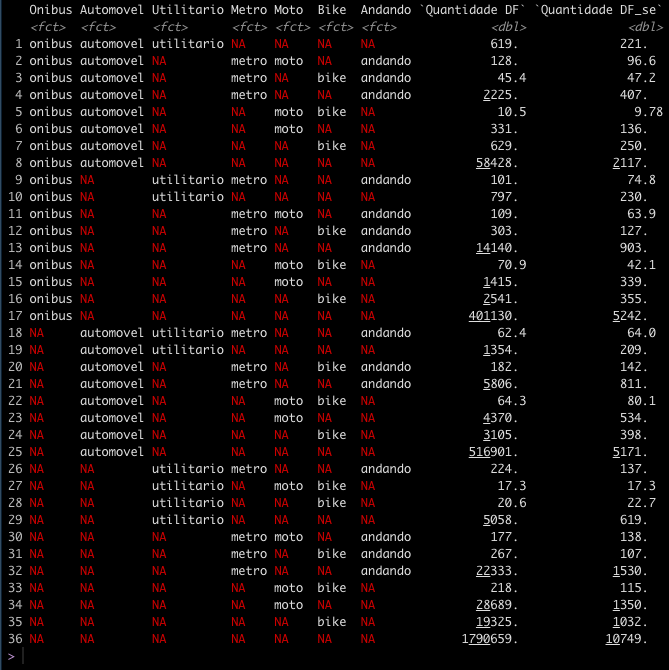 Onibus Automovel Utilitario Metro Moto Bike Andando `Quantidade DF` `Quantidade DF_se`
<fct> <fct> <fct> <fct> <fct> <fct> <fct> <dbl> <dbl>
1 onibus automovel utilitario NA NA NA NA 619. 221.
2 onibus automovel NA metro moto NA andando 128. 96.6
3 onibus automovel NA metro NA bike andando 45.4 47.2
4 onibus automovel NA metro NA NA andando 2225. 407.
5 onibus automovel NA NA moto bike NA 10.5 9.78
6 onibus automovel NA NA moto NA NA 331. 136.
7 onibus automovel NA NA NA bike NA 629. 250.
8 onibus automovel NA NA NA NA NA 58428. 2117.
9 onibus NA utilitario metro NA NA andando 101. 74.8
10 onibus NA utilitario NA NA NA NA 797. 230.
11 onibus NA NA metro moto NA andando 109. 63.9
12 onibus NA NA metro NA bike andando 303. 127.
13 onibus NA NA metro NA NA andando 14140. 903.
14 onibus NA NA NA moto bike NA 70.9 42.1
15 onibus NA NA NA moto NA NA 1415. 339.
16 onibus NA NA NA NA bike NA 2541. 355.
17 onibus NA NA NA NA NA NA 401130. 5242.
18 NA automovel utilitario metro NA NA andando 62.4 64.0
19 NA automovel utilitario NA NA NA NA 1354. 209.
20 NA automovel NA metro NA bike andando 182. 142.
21 NA automovel NA metro NA NA andando 5806. 811.
22 NA automovel NA NA moto bike NA 64.3 80.1
23 NA automovel NA NA moto NA NA 4370. 534.
24 NA automovel NA NA NA bike NA 3105. 398.
25 NA automovel NA NA NA NA NA 516901. 5171.
26 NA NA utilitario metro NA NA andando 224. 137.
27 NA NA utilitario NA moto bike NA 17.3 17.3
28 NA NA utilitario NA NA bike NA 20.6 22.7
29 NA NA utilitario NA NA NA NA 5058. 619.
30 NA NA NA metro moto NA andando 177. 138.
31 NA NA NA metro NA bike andando 267. 107.
32 NA NA NA metro NA NA andando 22333. 1530.
33 NA NA NA NA moto bike NA 218. 115.
34 NA NA NA NA moto NA NA 28689. 1350.
35 NA NA NA NA NA bike NA 19325. 1032.
36 NA NA NA NA NA NA NA 1790659. 10749.
>